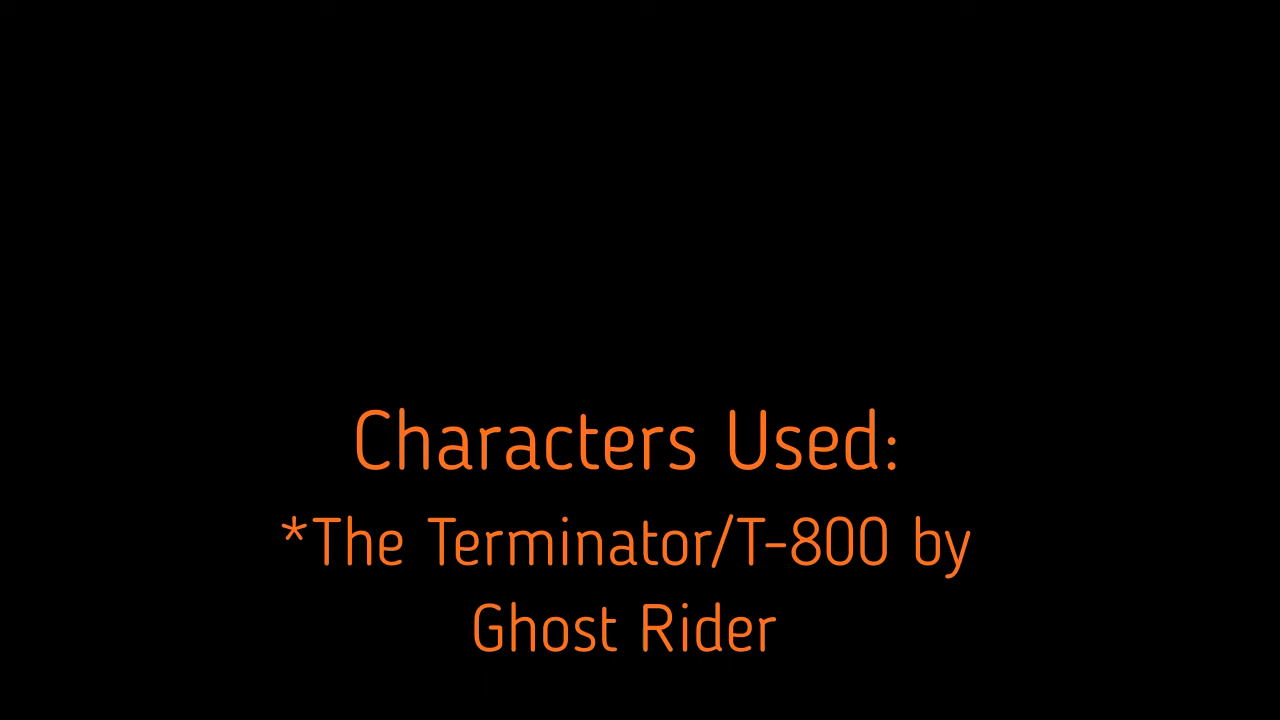 Characters Used:
*The Terminator/T-800 by
Ghost Rider